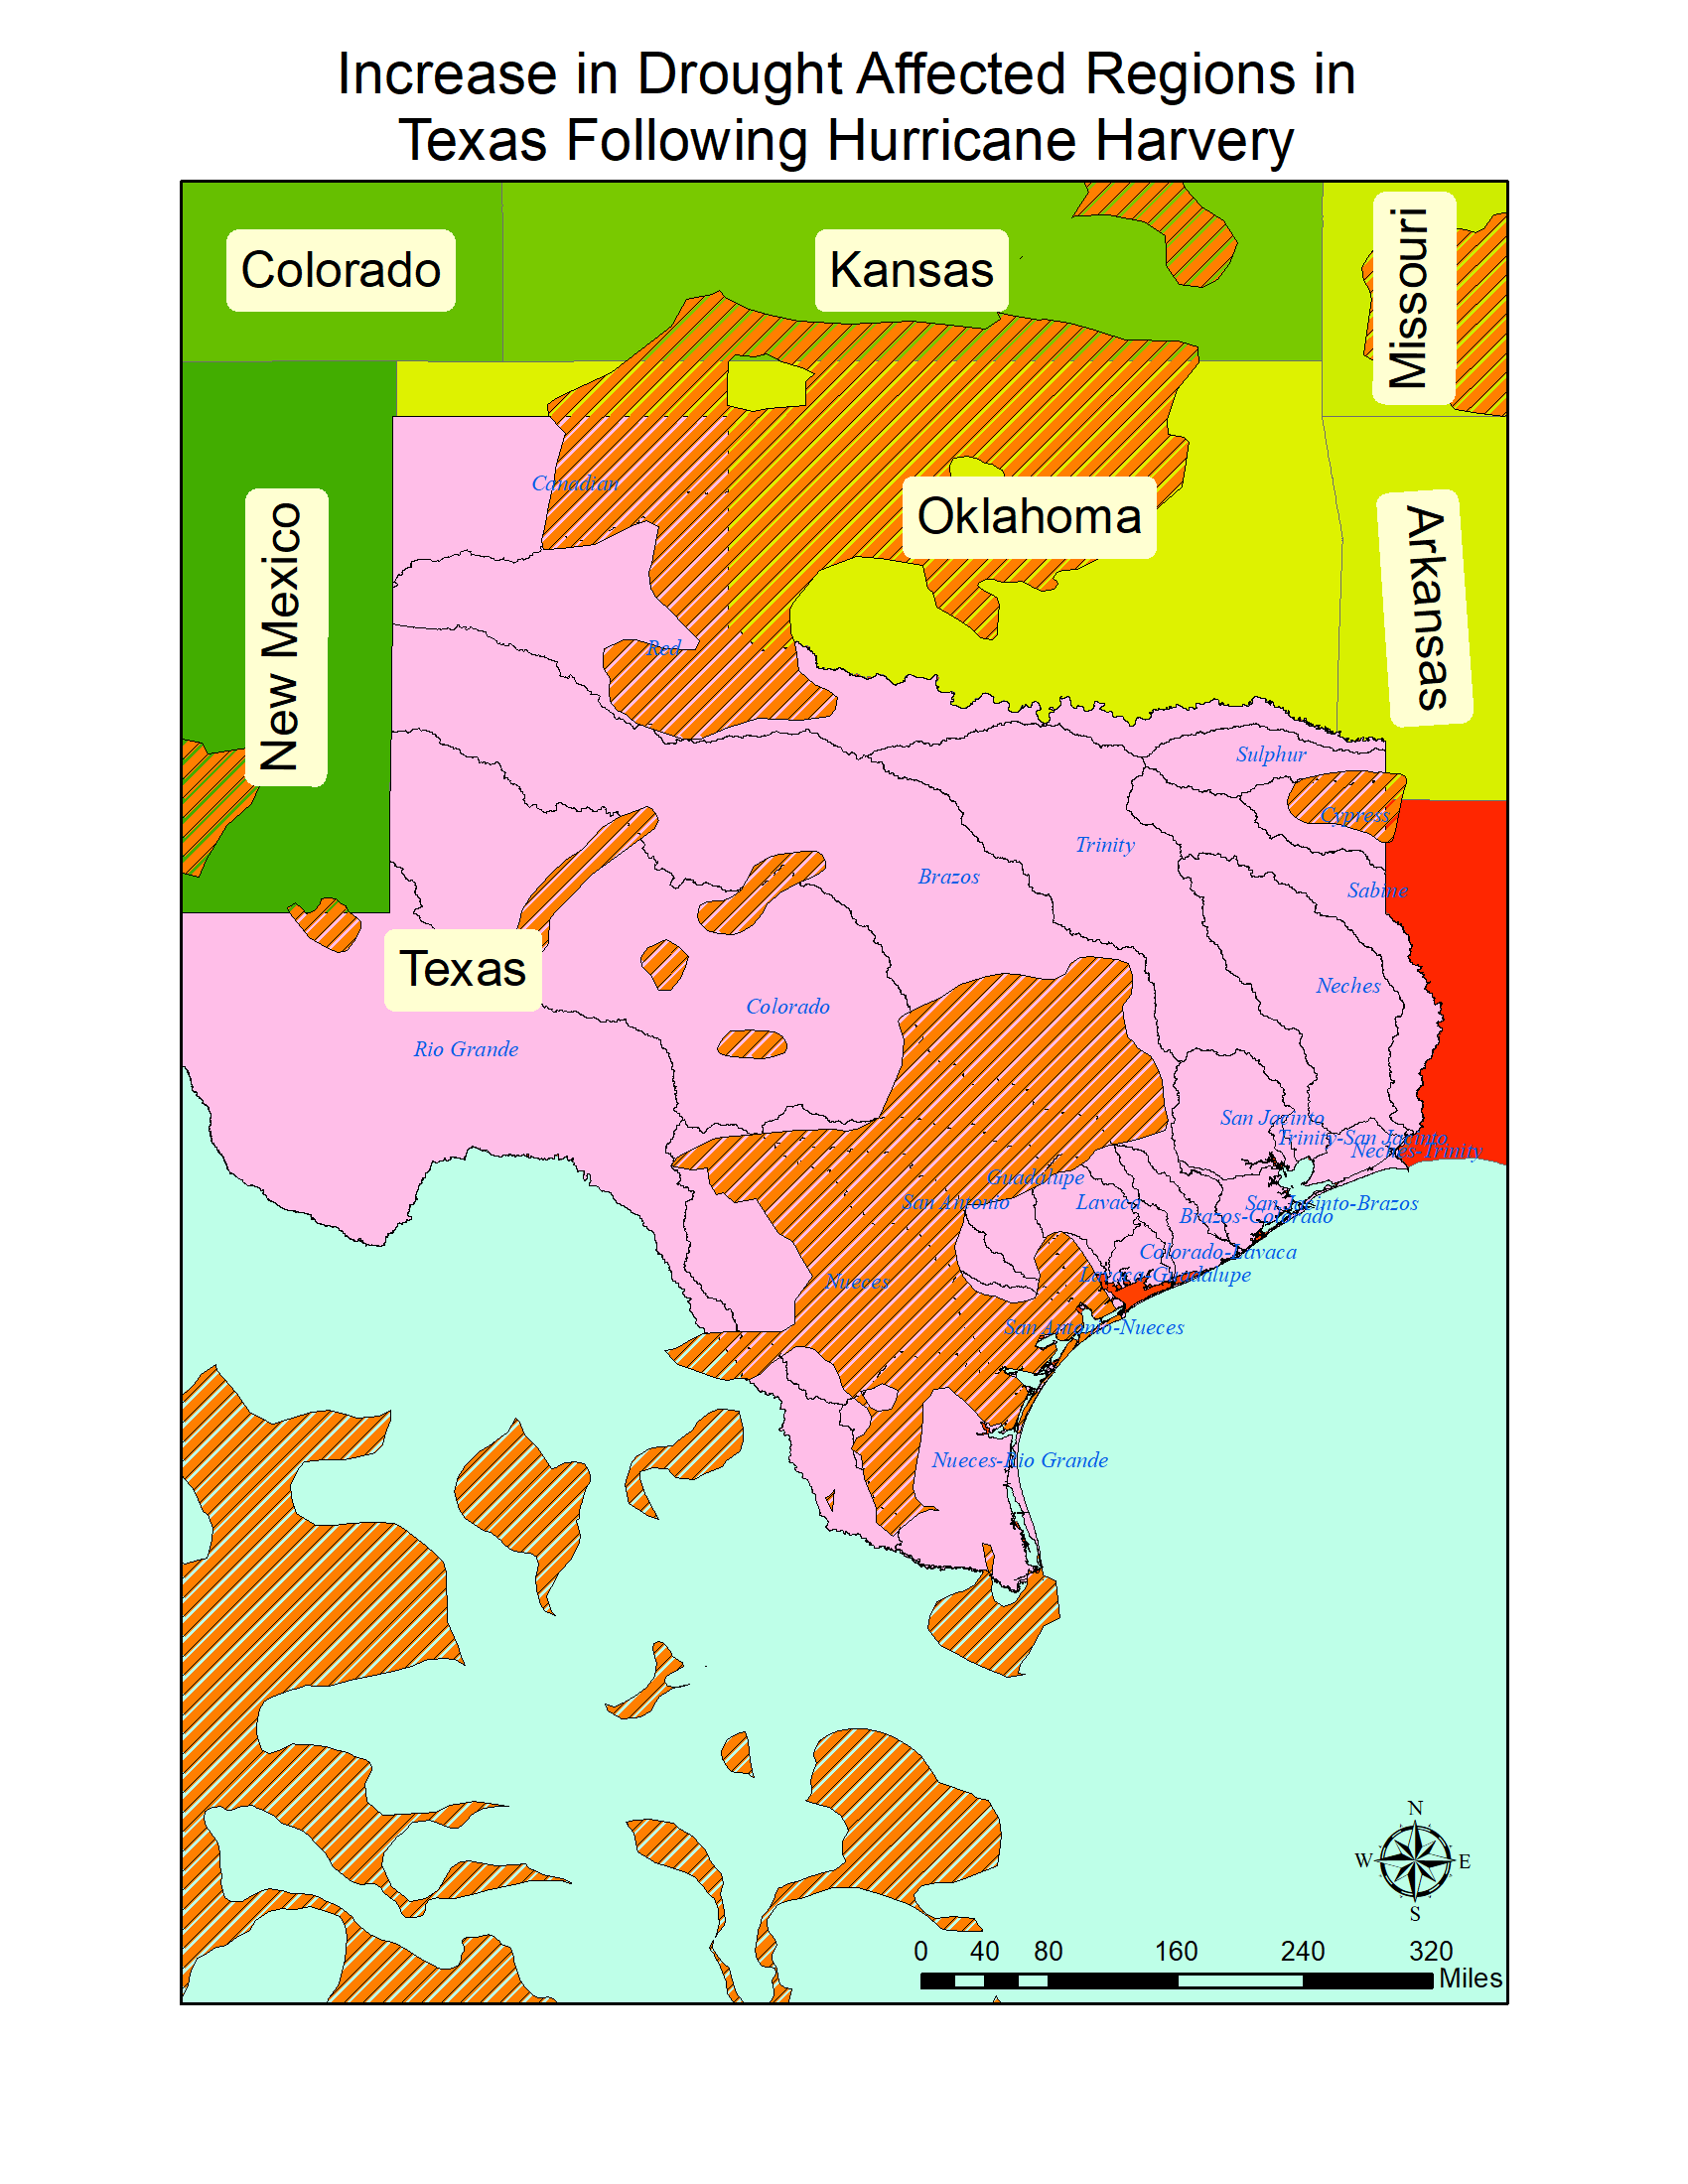 Increase in Drought Affected Regions in
Texas Following Hurricane Harvery
Colorado
Kansas
Missouri
New Mexico
Oklahoma
Arkansas
Texas
Canadian
Red
Sulphur
Cypress
Trinity
Brazos
Sabine
Neches
Colorado
Rio Grande
San Jacinto
Trinity-San Jacinto
Neches-Trinity
Guadalupe
San Antonio
Lavaca
San Jacinto-Brazos
Brazos-Colorado
Colorado-Lavaca
Lavaca-Guadalupe
Nueces
San Antonio-Nueces
Nueces-Rio Grande
N
W E
S
0 40 80 160 240 320
Miles